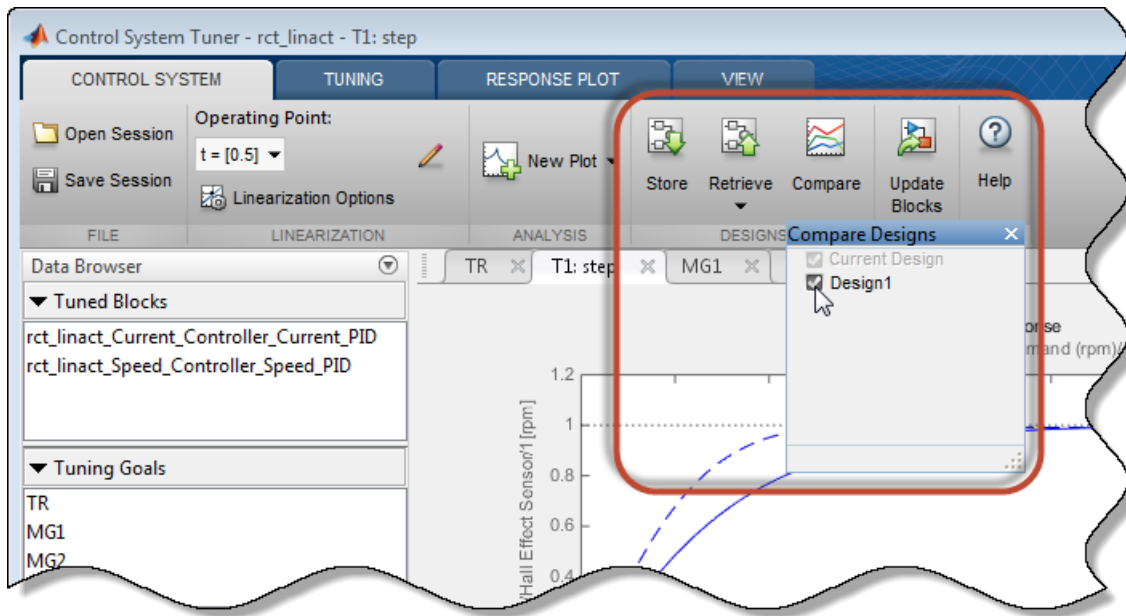 Control System Tuner - rct_linact - T1: step
CONTROL SYSTEM
TUNING
RESPONSE PLOT
VIEW
Open Session
Save Session
FILE
Operating Point:
t = [0.5]
Linearization Options
LINEARIZATION
New Plot
ANALYSIS
Store
Retrieve
Compare
Update
Blocks
Help
DESIGNS
Compare Designs
Current Design
Design1
Data Browser
Tuned Blocks
rct_linact_Current_Controller_Current_PID
rct_linact_Speed_Controller_Speed_PID
Tuning Goals
TR
MG1
MG2
TR
T1: step
MG1
1.2
1
0.8
0.6
0.4
/Hall Effect Sensor/1 [rpm]